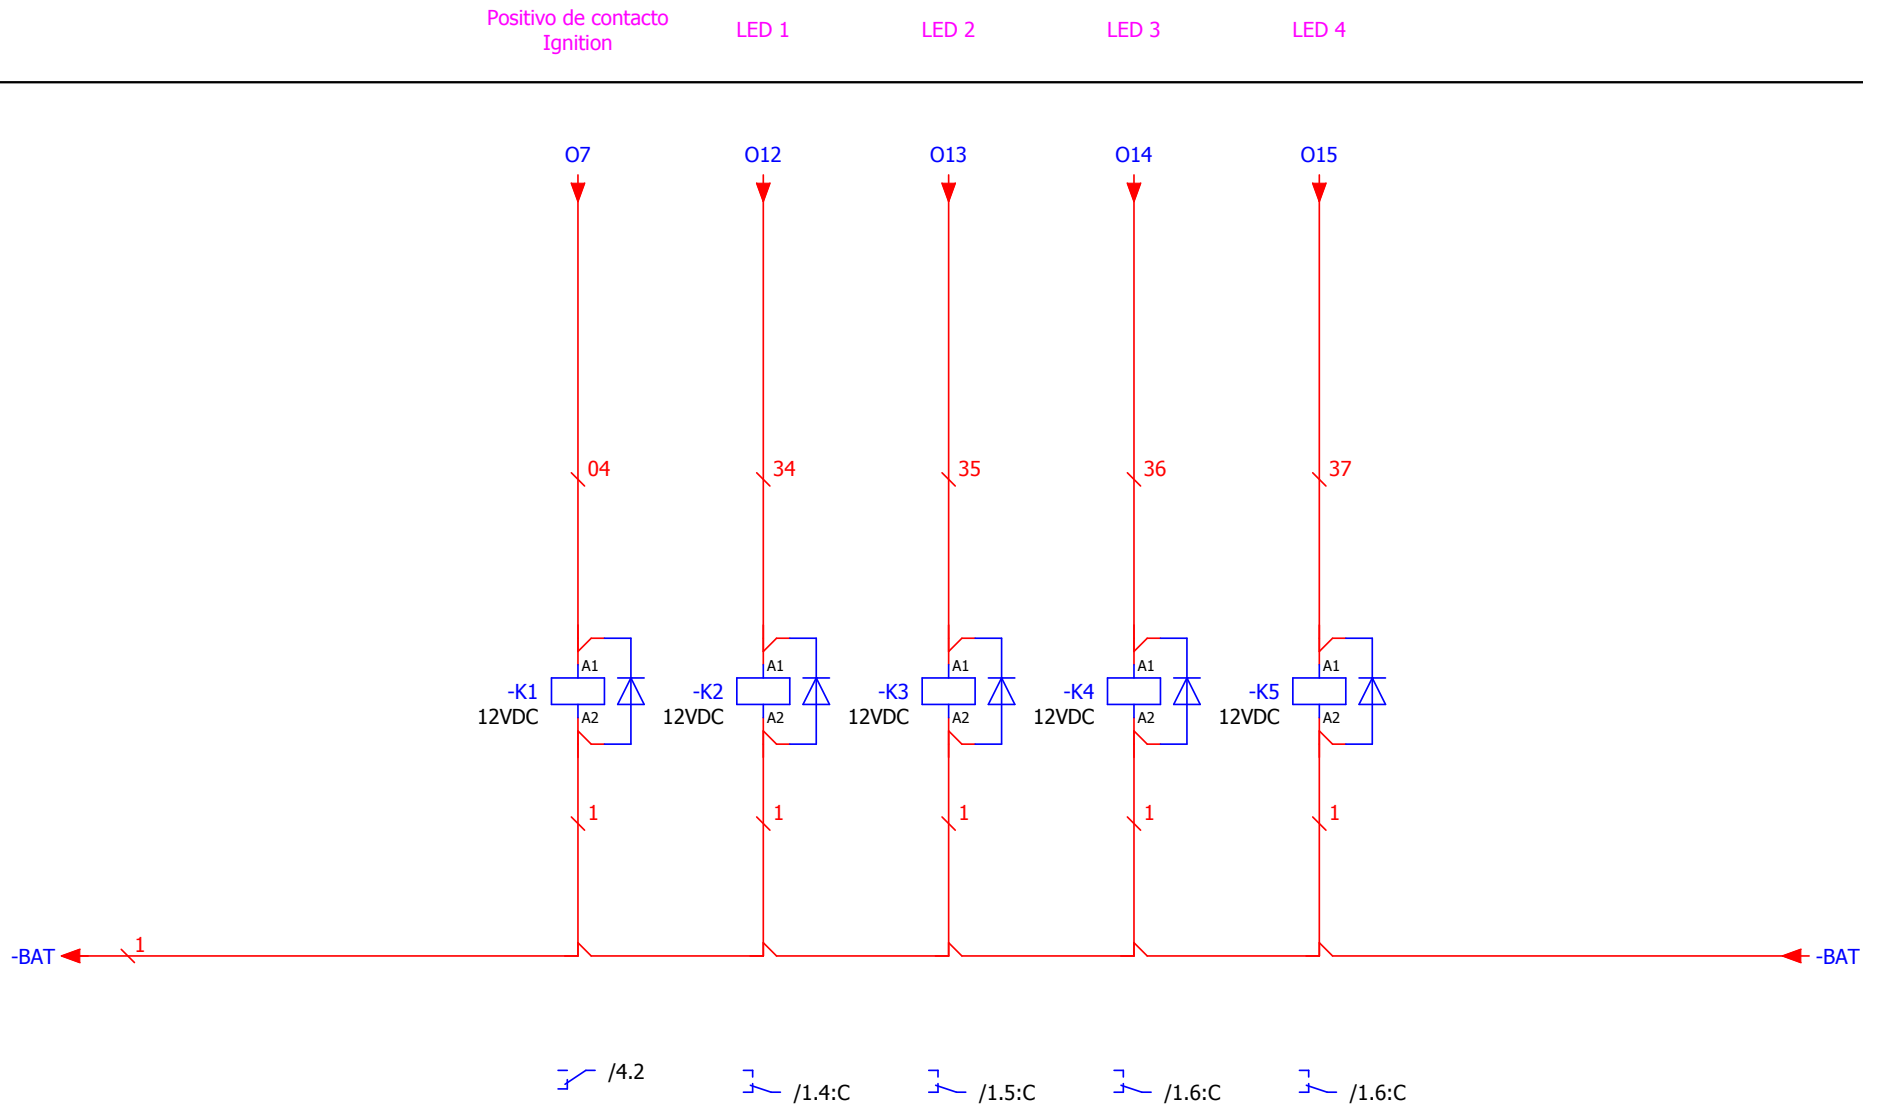 Positivo de contacto
Ignition
LED 1
LED 2
LED 3
LED 4
O7
O12
O13
O14
O15
04
34
35
36
37
A1
A1
A1
A1
A1
-K1
-K2
-K3
-K4
-K5
12VDC
12VDC
12VDC
12VDC
12VDC
A2
A2
A2
A2
A2
1
1
1
1
1
-BAT
1
-BAT
/4.2
/1.4:C
/1.5:C
/1.6:C
/1.6:C